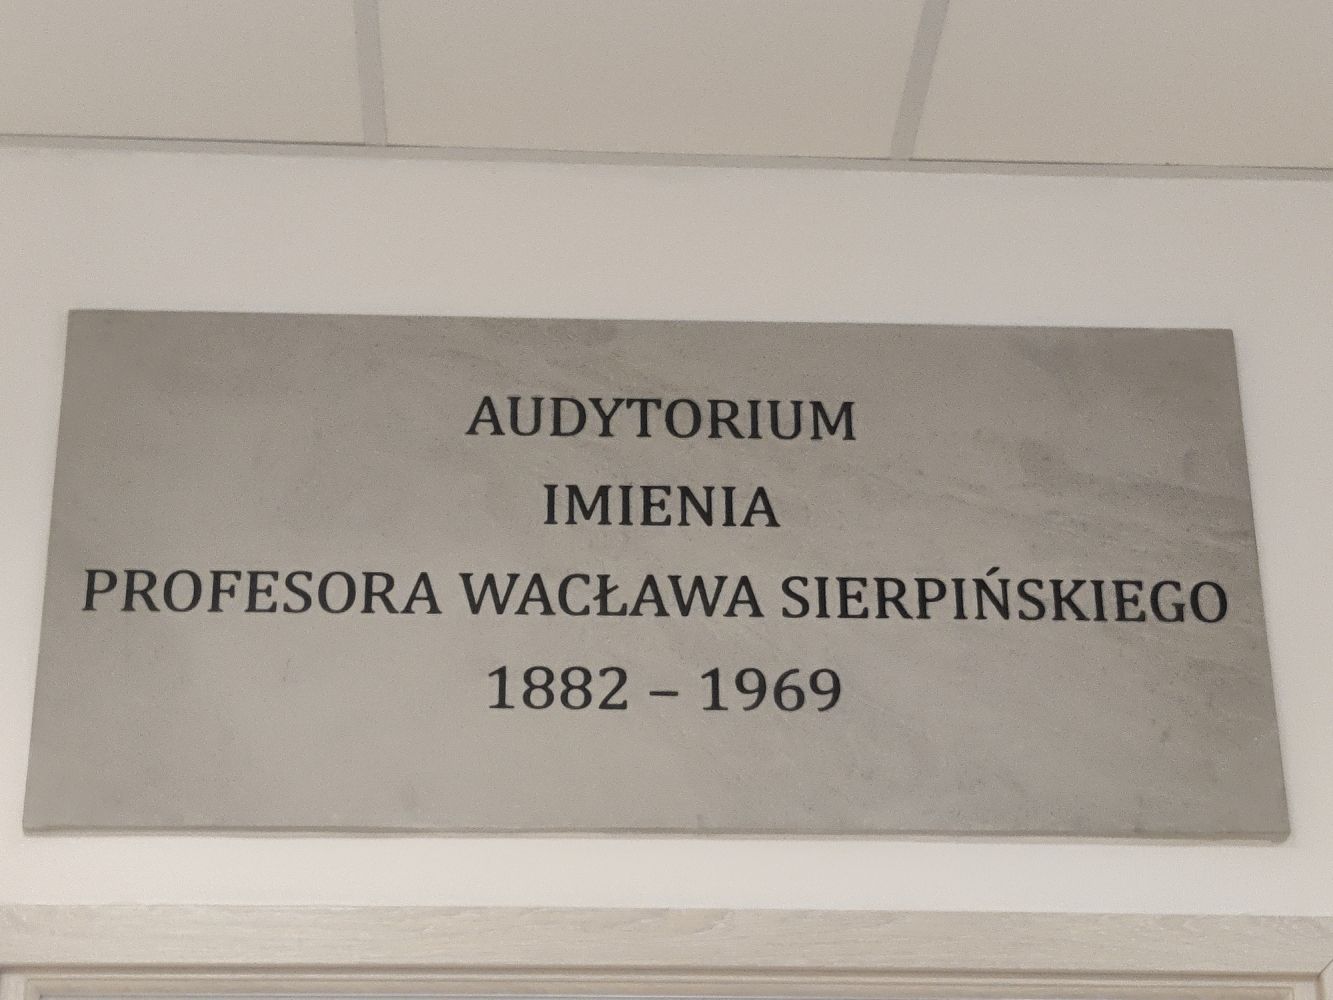 AUDYTORIUM
IMIENIA
PROFESORA WACŁAWA SIERPIŃSKIEGO
1882 – 1969